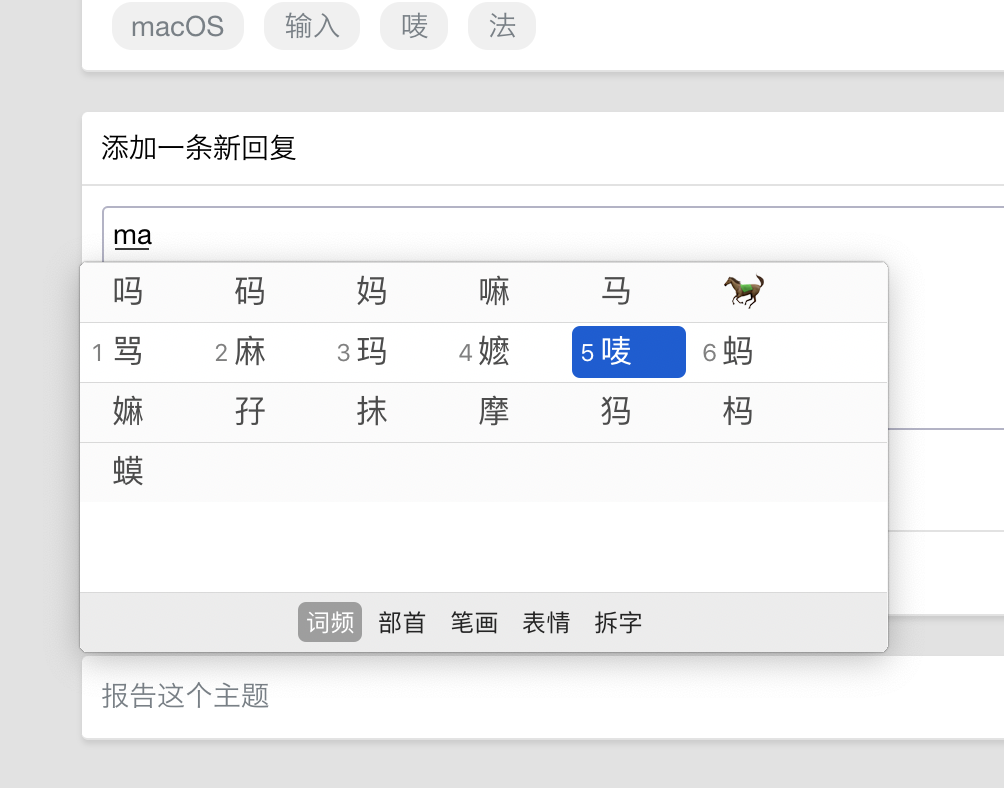 macOS 输入 唛 法
添加一条新回复
ma
吗 码 妈 嘛 马
1 骂 2 麻 3 玛 4 嬷 5 唛 6 蚂
嫲 孖 抹 摩 犸 杩
蟆
词频 部首 笔画 表情 拆字
报告这个主题